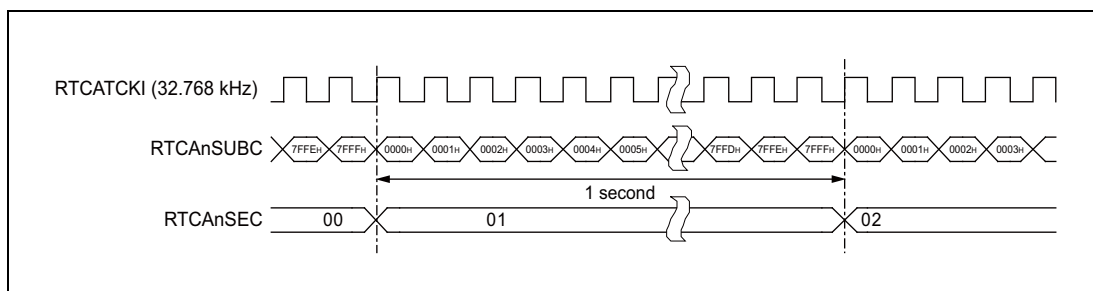 RTCATCKI (32.768 kHz)
RTCAnSUBC 7FFEH 7FFFH 0000H 0001H 0002H 0003H 0004H 0005H 7FFDH 7FFEH 7FFFH 0000H 0001H 0002H 0003H
1 second
RTCAnSEC 00 01 02